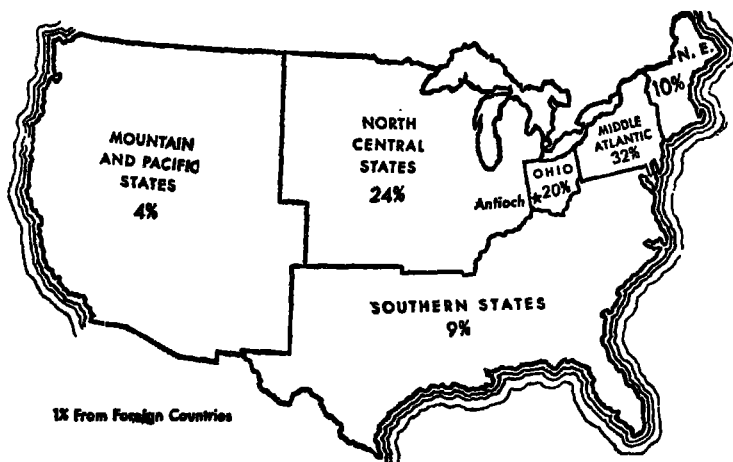 MOUNTAIN
AND PACIFIC
STATES
4%
NORTH
CENTRAL
STATES
24%
N. E.
10%
MIDDLE
ATLANTIC
32%
OHIO
20%
Antioch ★
SOUTHERN STATES
9%
1% From Foreign Countries